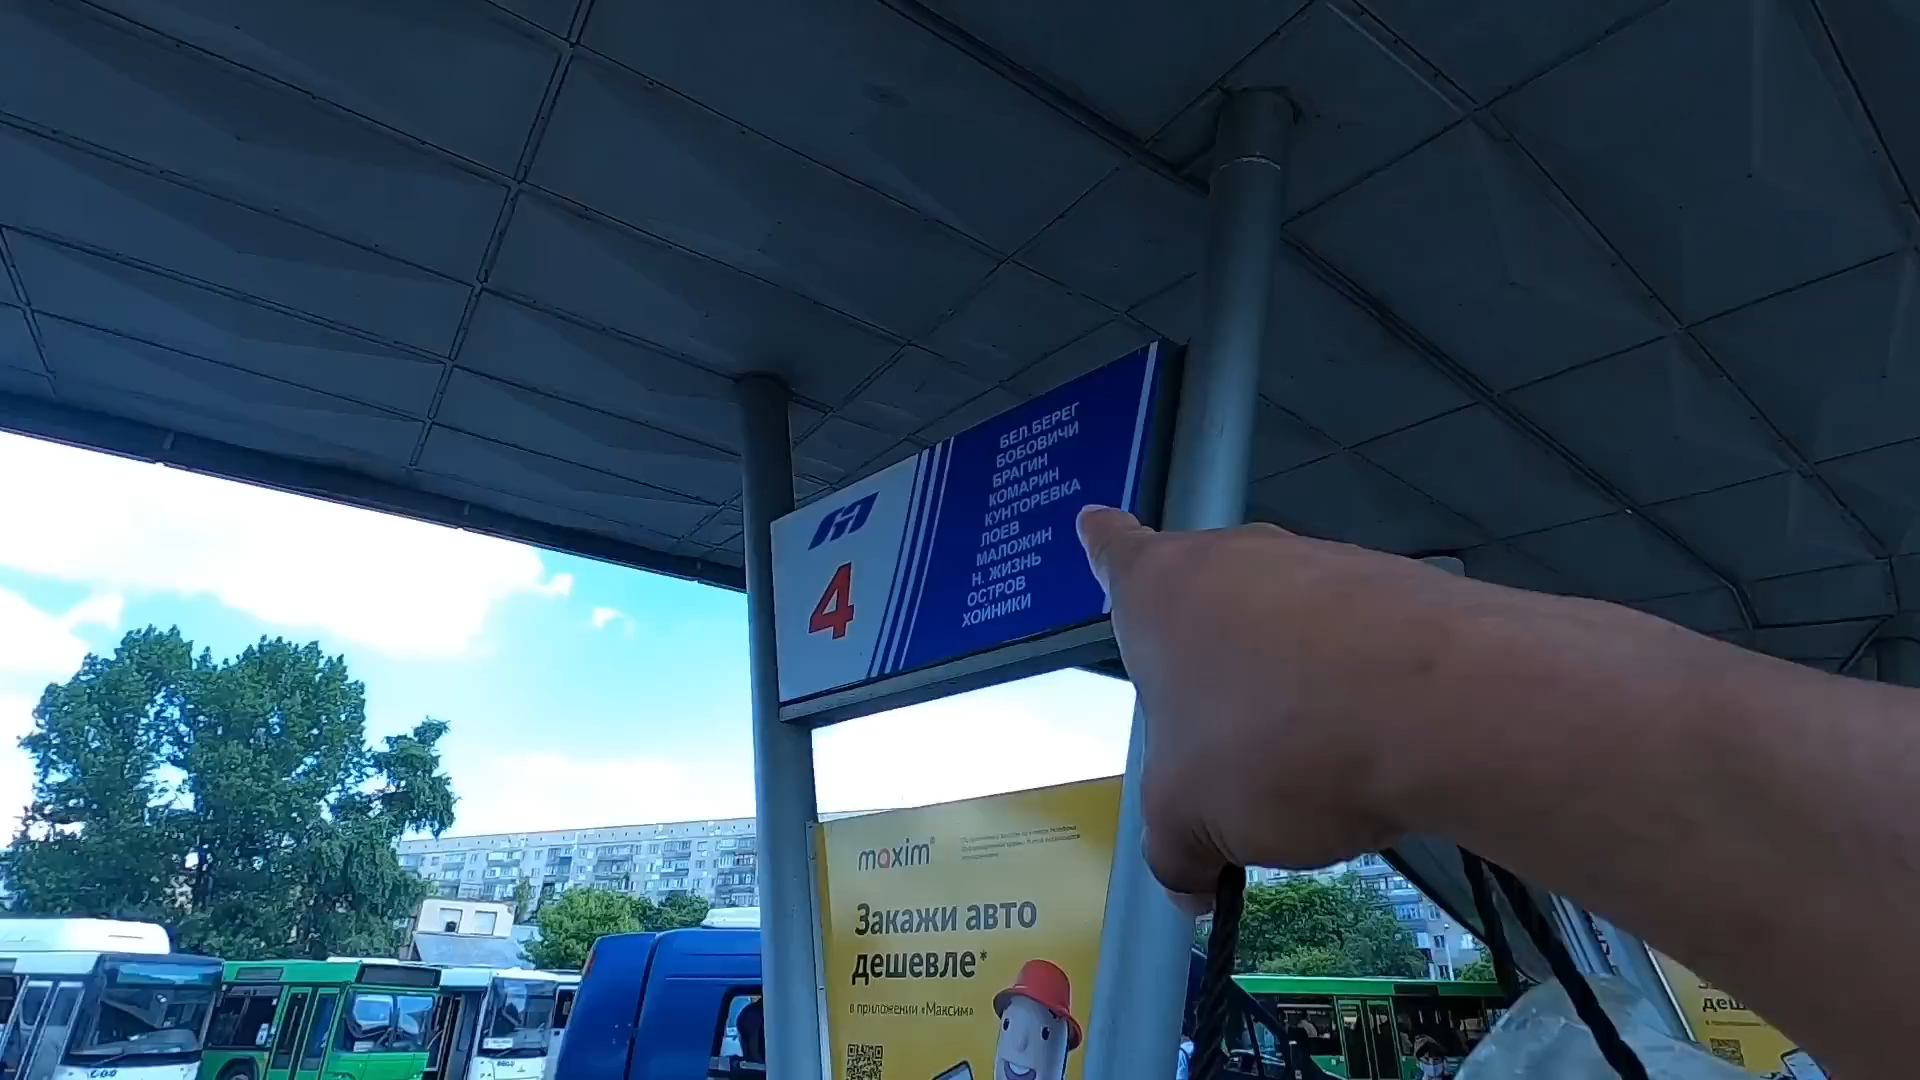 4
БЕЛ.БЕРЕГ
БОБОВИЧИ
БРАГИН
КОМАРИН
КУНТОРЕВКА
ЛОЕВ
МАЛОЖИН
Н. ЖИЗНЬ
ОСТРОВ
ХОЙНИКИ
maxim
Закажи авто
дешевле*
в приложении «Максим»